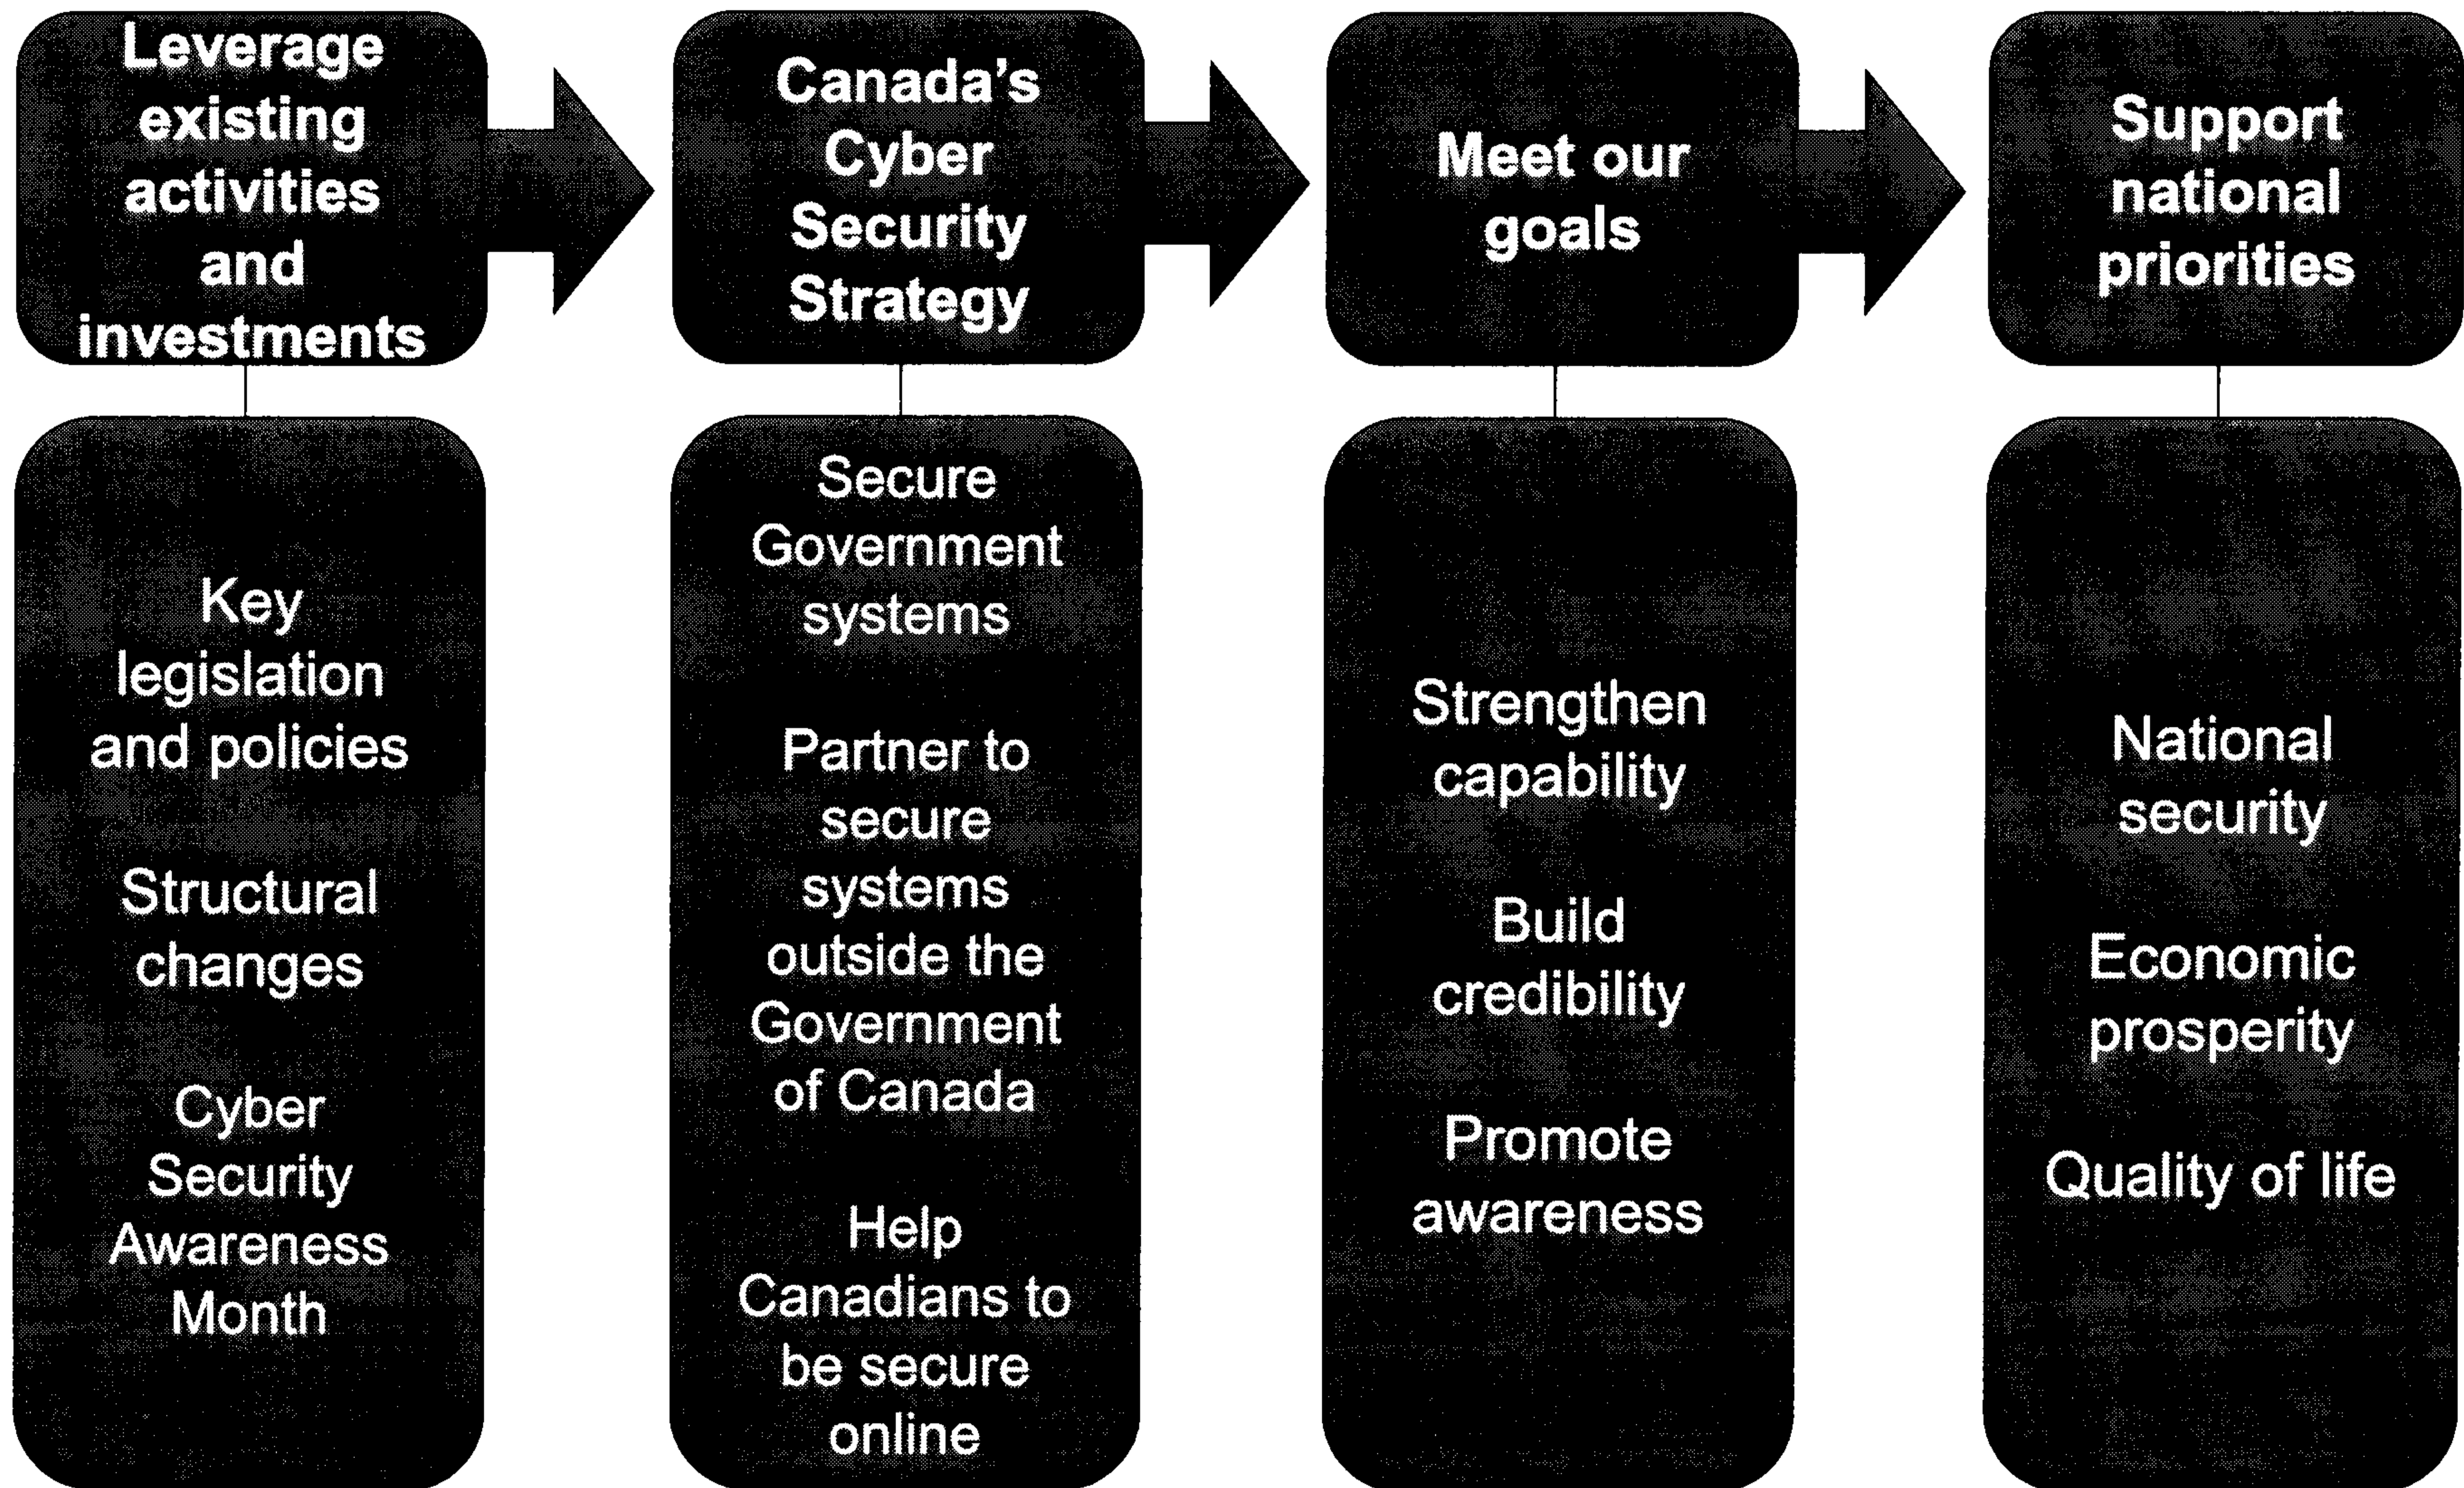 Leverage
existing
activities
and
investments
Canada's
Cyber
Security
Strategy
Meet our
goals
Support
national
priorities
Key
legislation
and policies
Structural
changes
Cyber
Security
Awareness
Month
Secure
Government
systems
Partner to
secure
systems
outside the
Government
of Canada
Help
Canadians to
be secure
online
Strengthen
capability
Build
credibility
Promote
awareness
National
security
Economic
prosperity
Quality of life